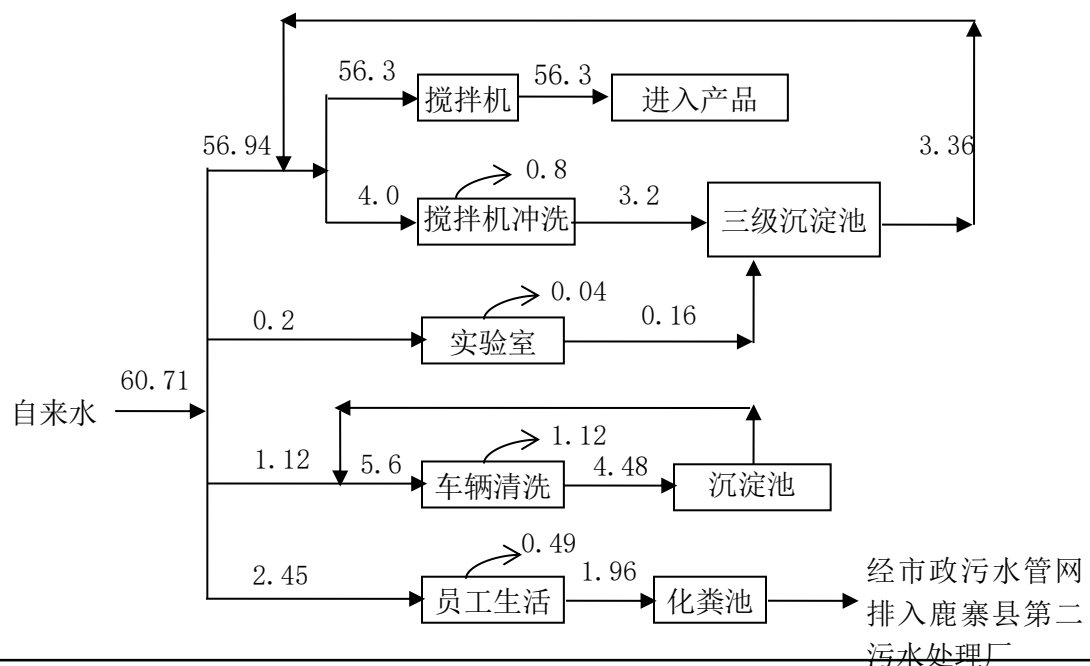 56.3
搅拌机
56.3
进入产品
56.94
3.36
4.0
搅拌机冲洗
0.8
3.2
三级沉淀池
0.2
实验室
0.04
0.16
自来水
60.71
1.12
5.6
车辆清洗
1.12
4.48
沉淀池
2.45
员工生活
0.49
1.96
化粪池
经市政污水管网
排入鹿寨县第二
污水处理厂